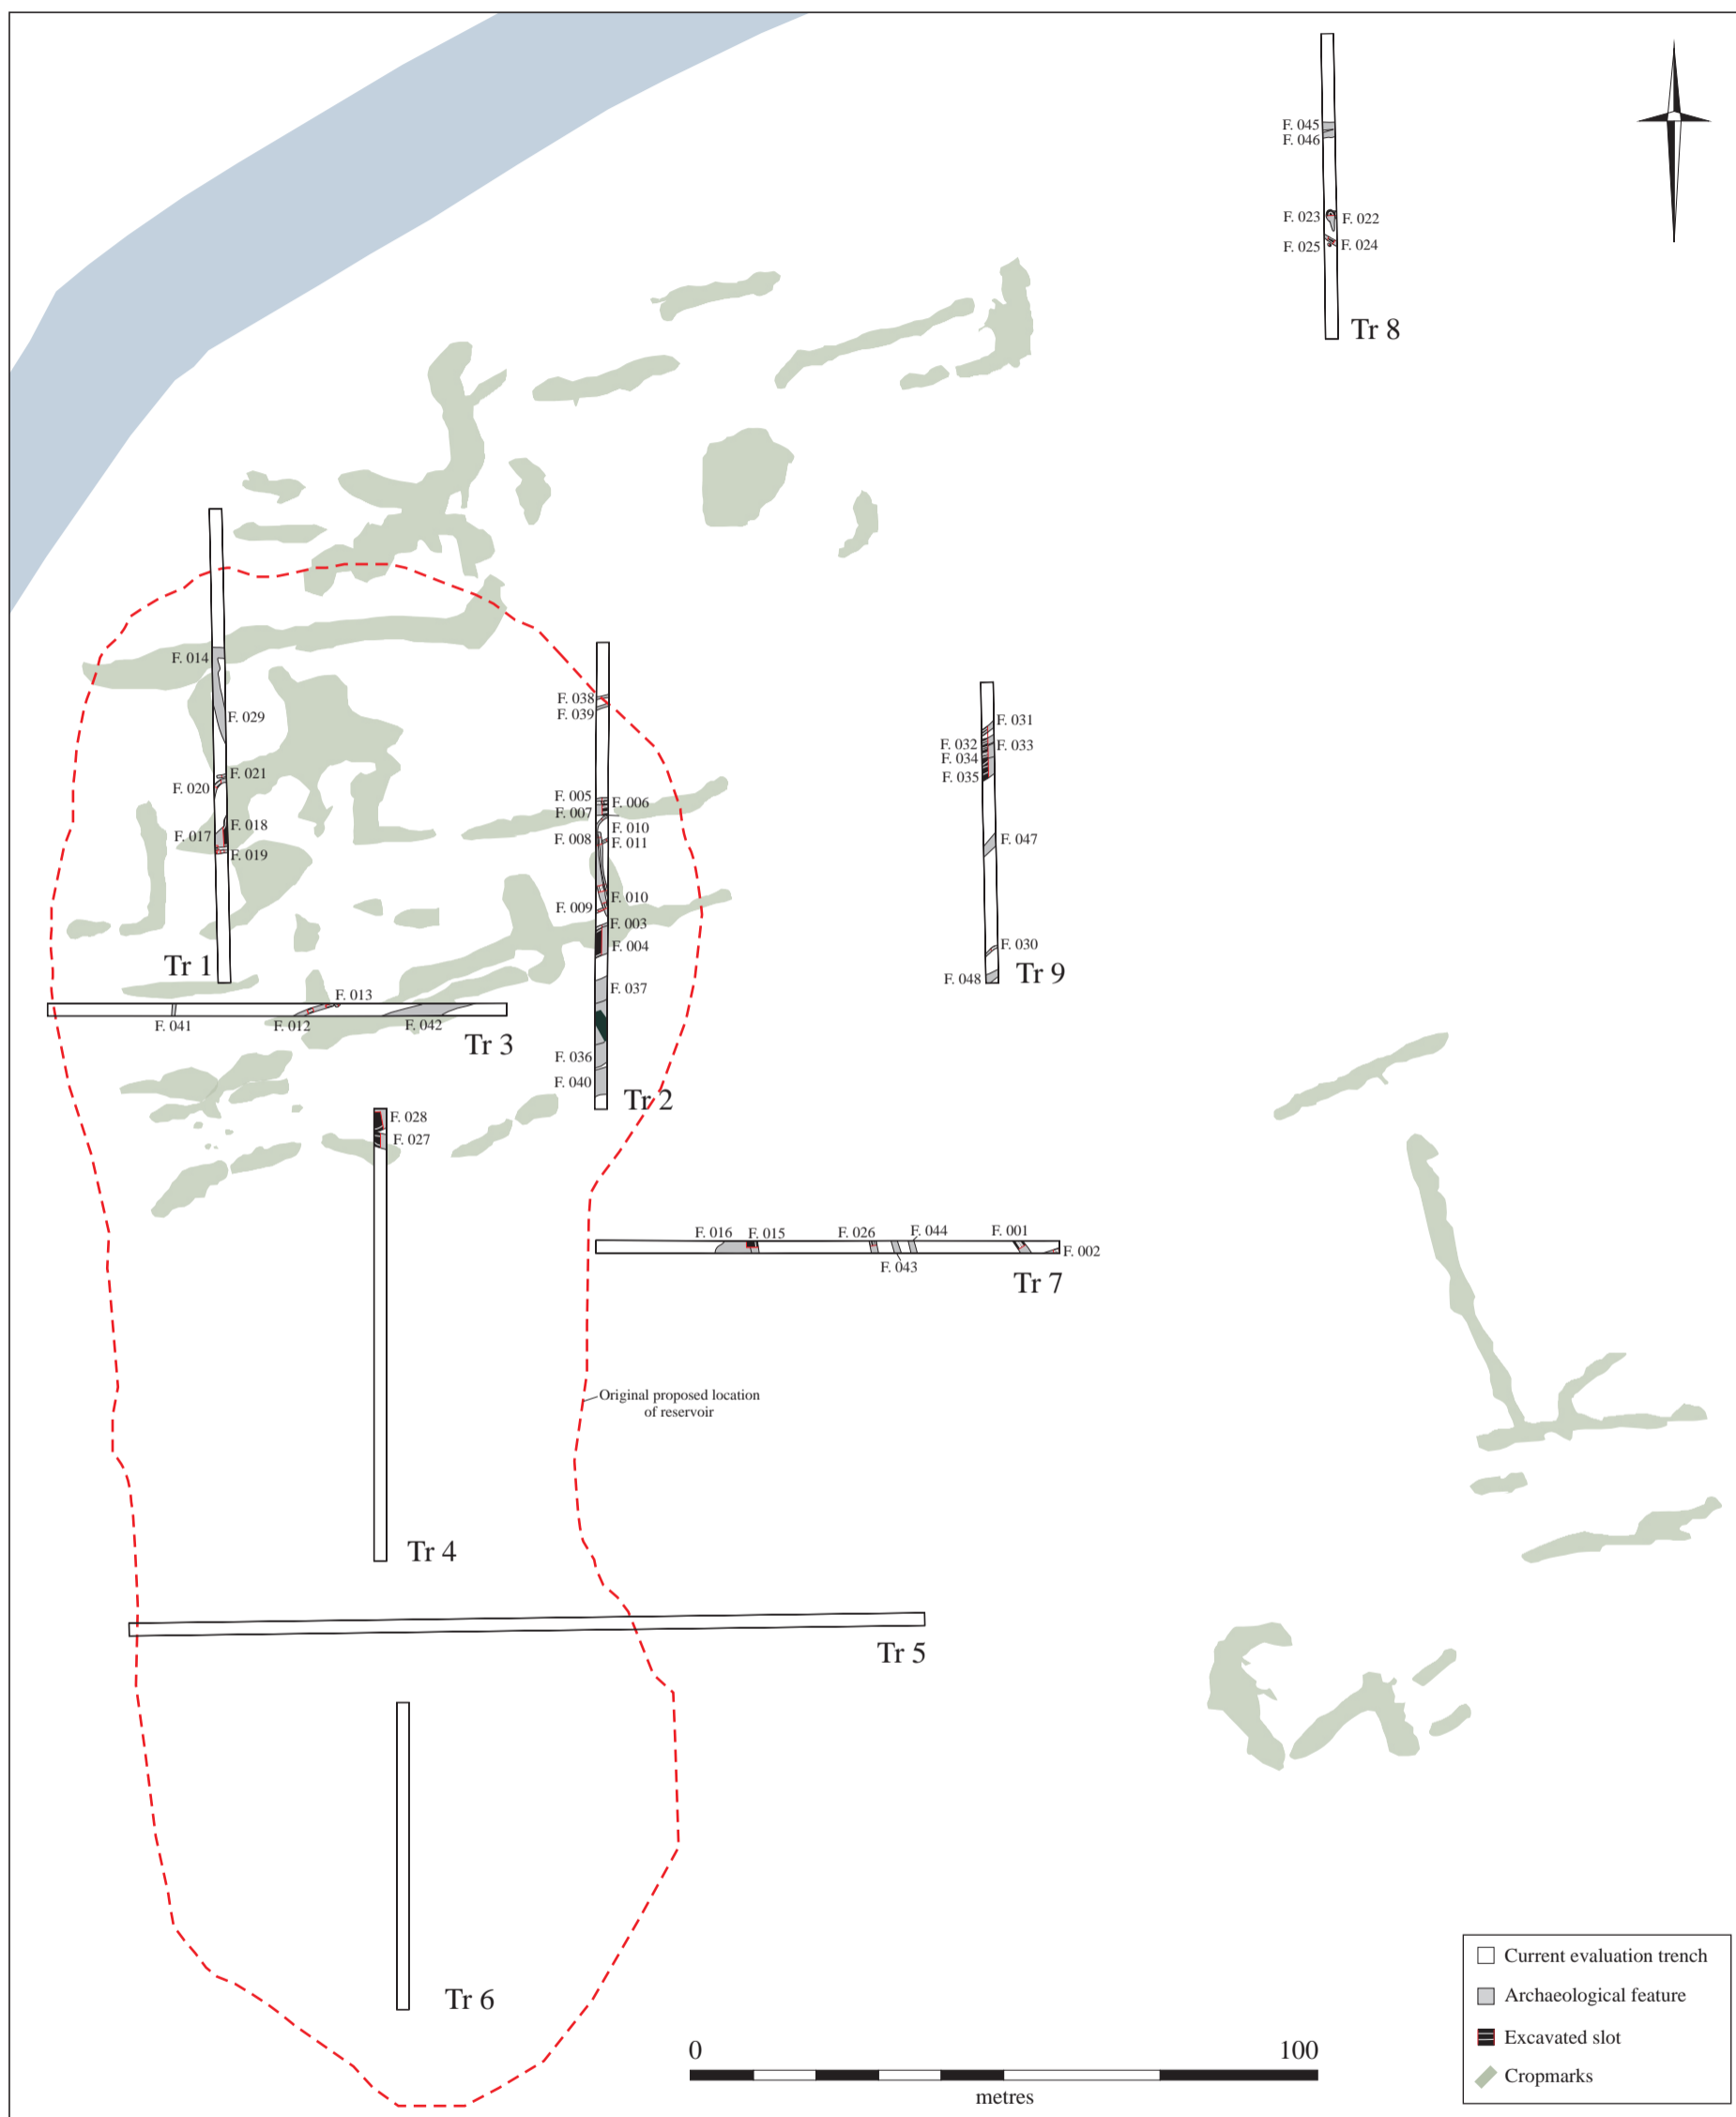 F. 045
F. 046
F. 023
F. 022
F. 025
F. 024
Tr 8
F. 014
F. 029
F. 021
F. 020
F. 018
F. 017
F. 019
Tr 1
F. 038
F. 039
F. 005
F. 006
F. 007
F. 010
F. 008
F. 011
F. 010
F. 009
F. 003
F. 004
F. 037
F. 036
F. 040
Tr 2
F. 031
F. 032
F. 033
F. 034
F. 035
F. 047
F. 030
F. 048
Tr 9
F. 013
F. 041
F. 012
F. 042
Tr 3
F. 028
F. 027
Tr 4
F. 016
F. 015
F. 026
F. 044
F. 001
F. 002
F. 043
Tr 7
Original proposed location
of reservoir
Tr 5
Tr 6
0
100
metres
Current evaluation trench
Archaeological feature
Excavated slot
Cropmarks